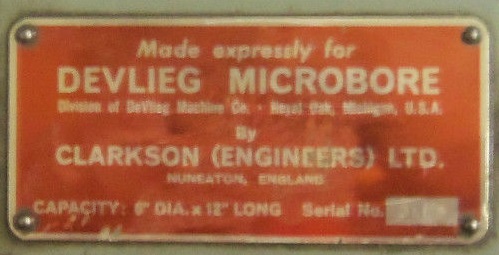 Made expressly for
DEVLIEG MICROBORE
Division of DeVlieg Machine Co. - Royal Oak, Michigan, U.S.A.
By
CLARKSON (ENGINEERS) LTD.
NUNEATON, ENGLAND
CAPACITY: 6" DIA. x 12" LONG Serial No.